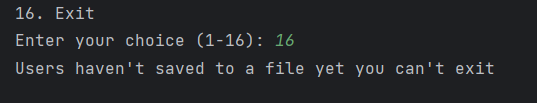 16. Exit
Enter your choice (1-16): 16
Users haven't saved to a file yet you can't exit